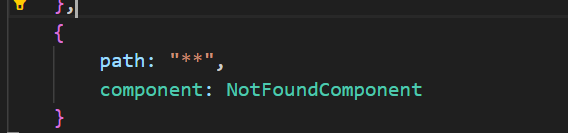 },
{
path: "**",
component: NotFoundComponent
}